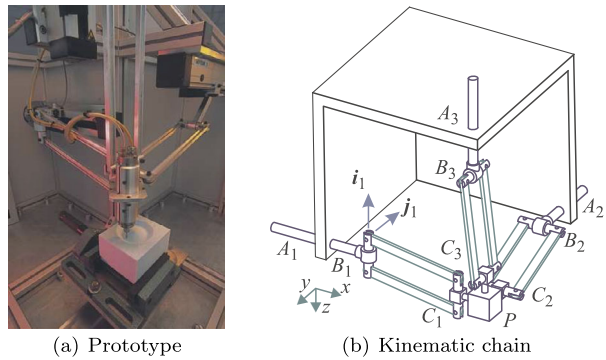 A3
B3
A2
i1
j1
A1
B1
C3
B2
y
x
z
C1
P
C2
(a) Prototype
(b) Kinematic chain